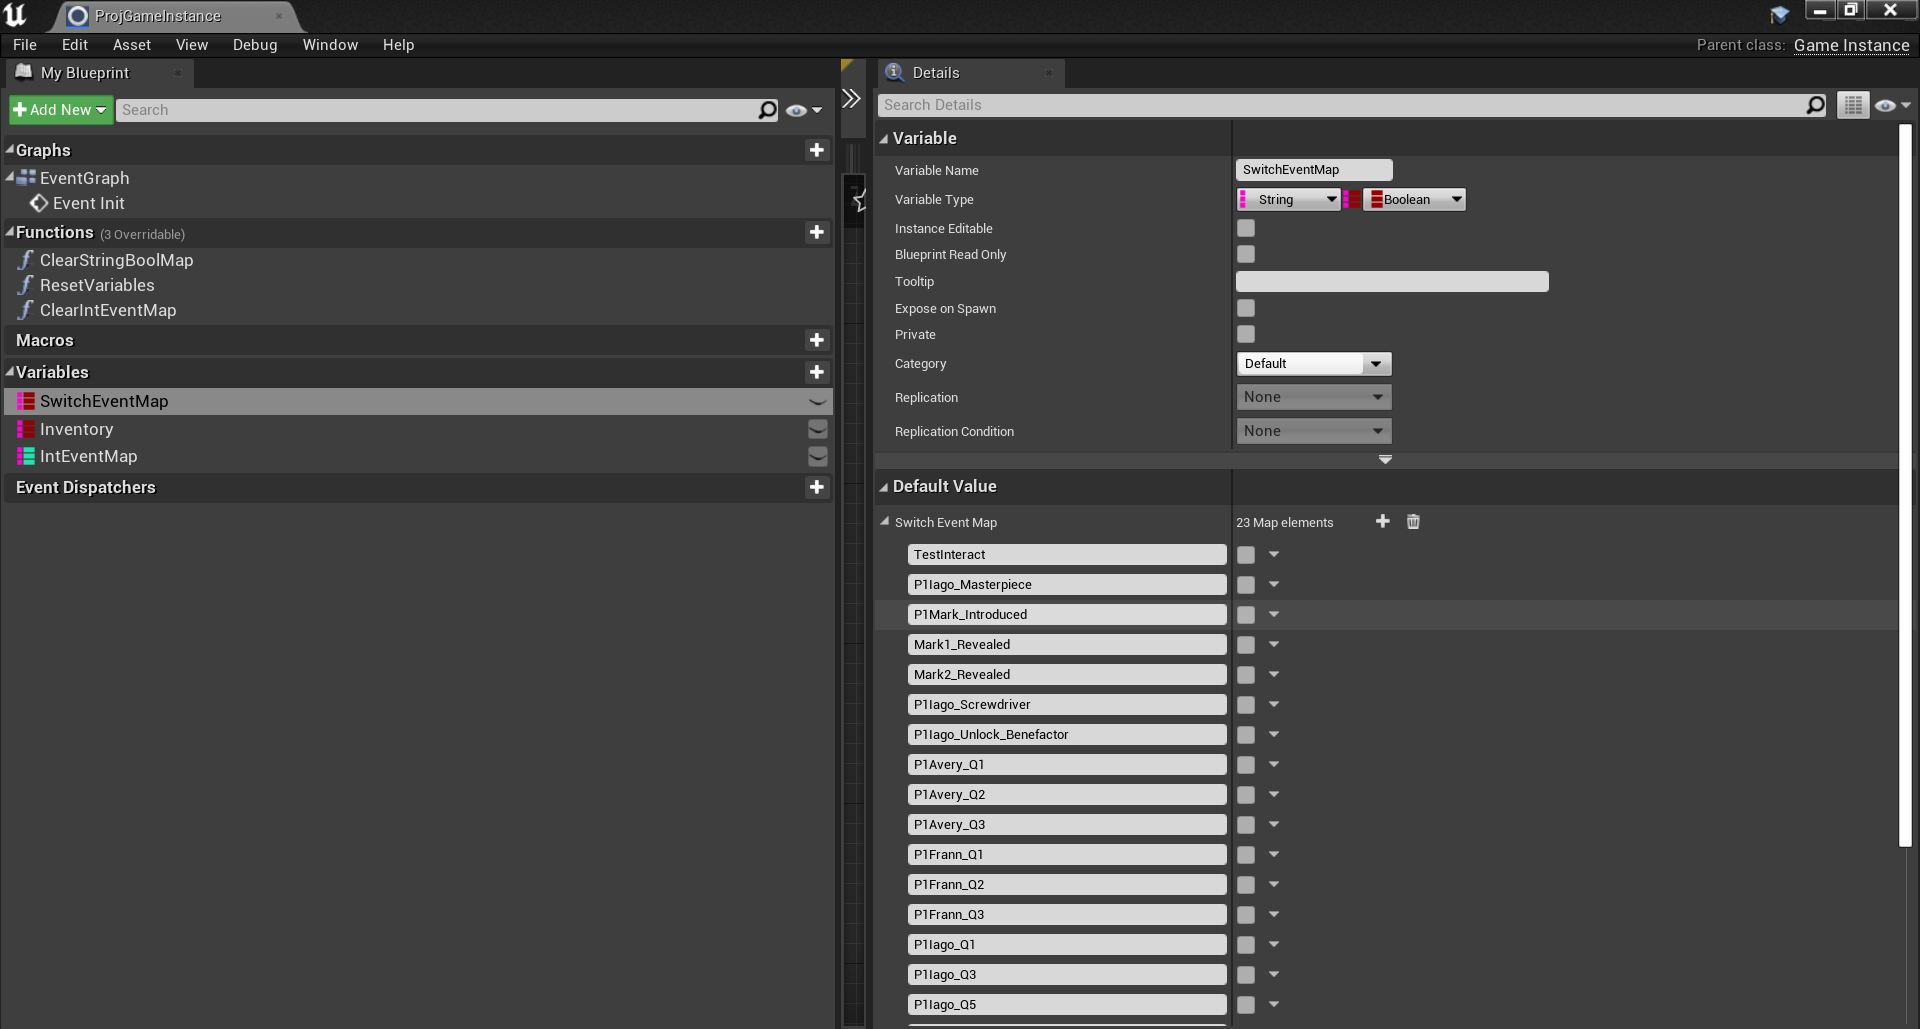 ProjGameInstance
File Edit Asset View Debug Window Help
Parent class: Game Instance
My Blueprint
Add New
Search
Graphs
EventGraph
Event Init
Functions (3 Overridable)
ClearStringBoolMap
ResetVariables
ClearIntEventMap
Macros
Variables
SwitchEventMap
Inventory
IntEventMap
Event Dispatchers
Details
Search Details
Variable
Variable Name SwitchEventMap
Variable Type String Boolean
Instance Editable
Blueprint Read Only
Tooltip
Expose on Spawn
Private
Category Default
Replication None
Replication Condition None
Default Value
Switch Event Map 23 Map elements
TestInteract
P1Iago_Masterpiece
P1Mark_Introduced
Mark1_Revealed
Mark2_Revealed
P1Iago_Screwdriver
P1Iago_Unlock_Benefactor
P1Avery_Q1
P1Avery_Q2
P1Avery_Q3
P1Frann_Q1
P1Frann_Q2
P1Frann_Q3
P1Iago_Q1
P1Iago_Q3
P1Iago_Q5